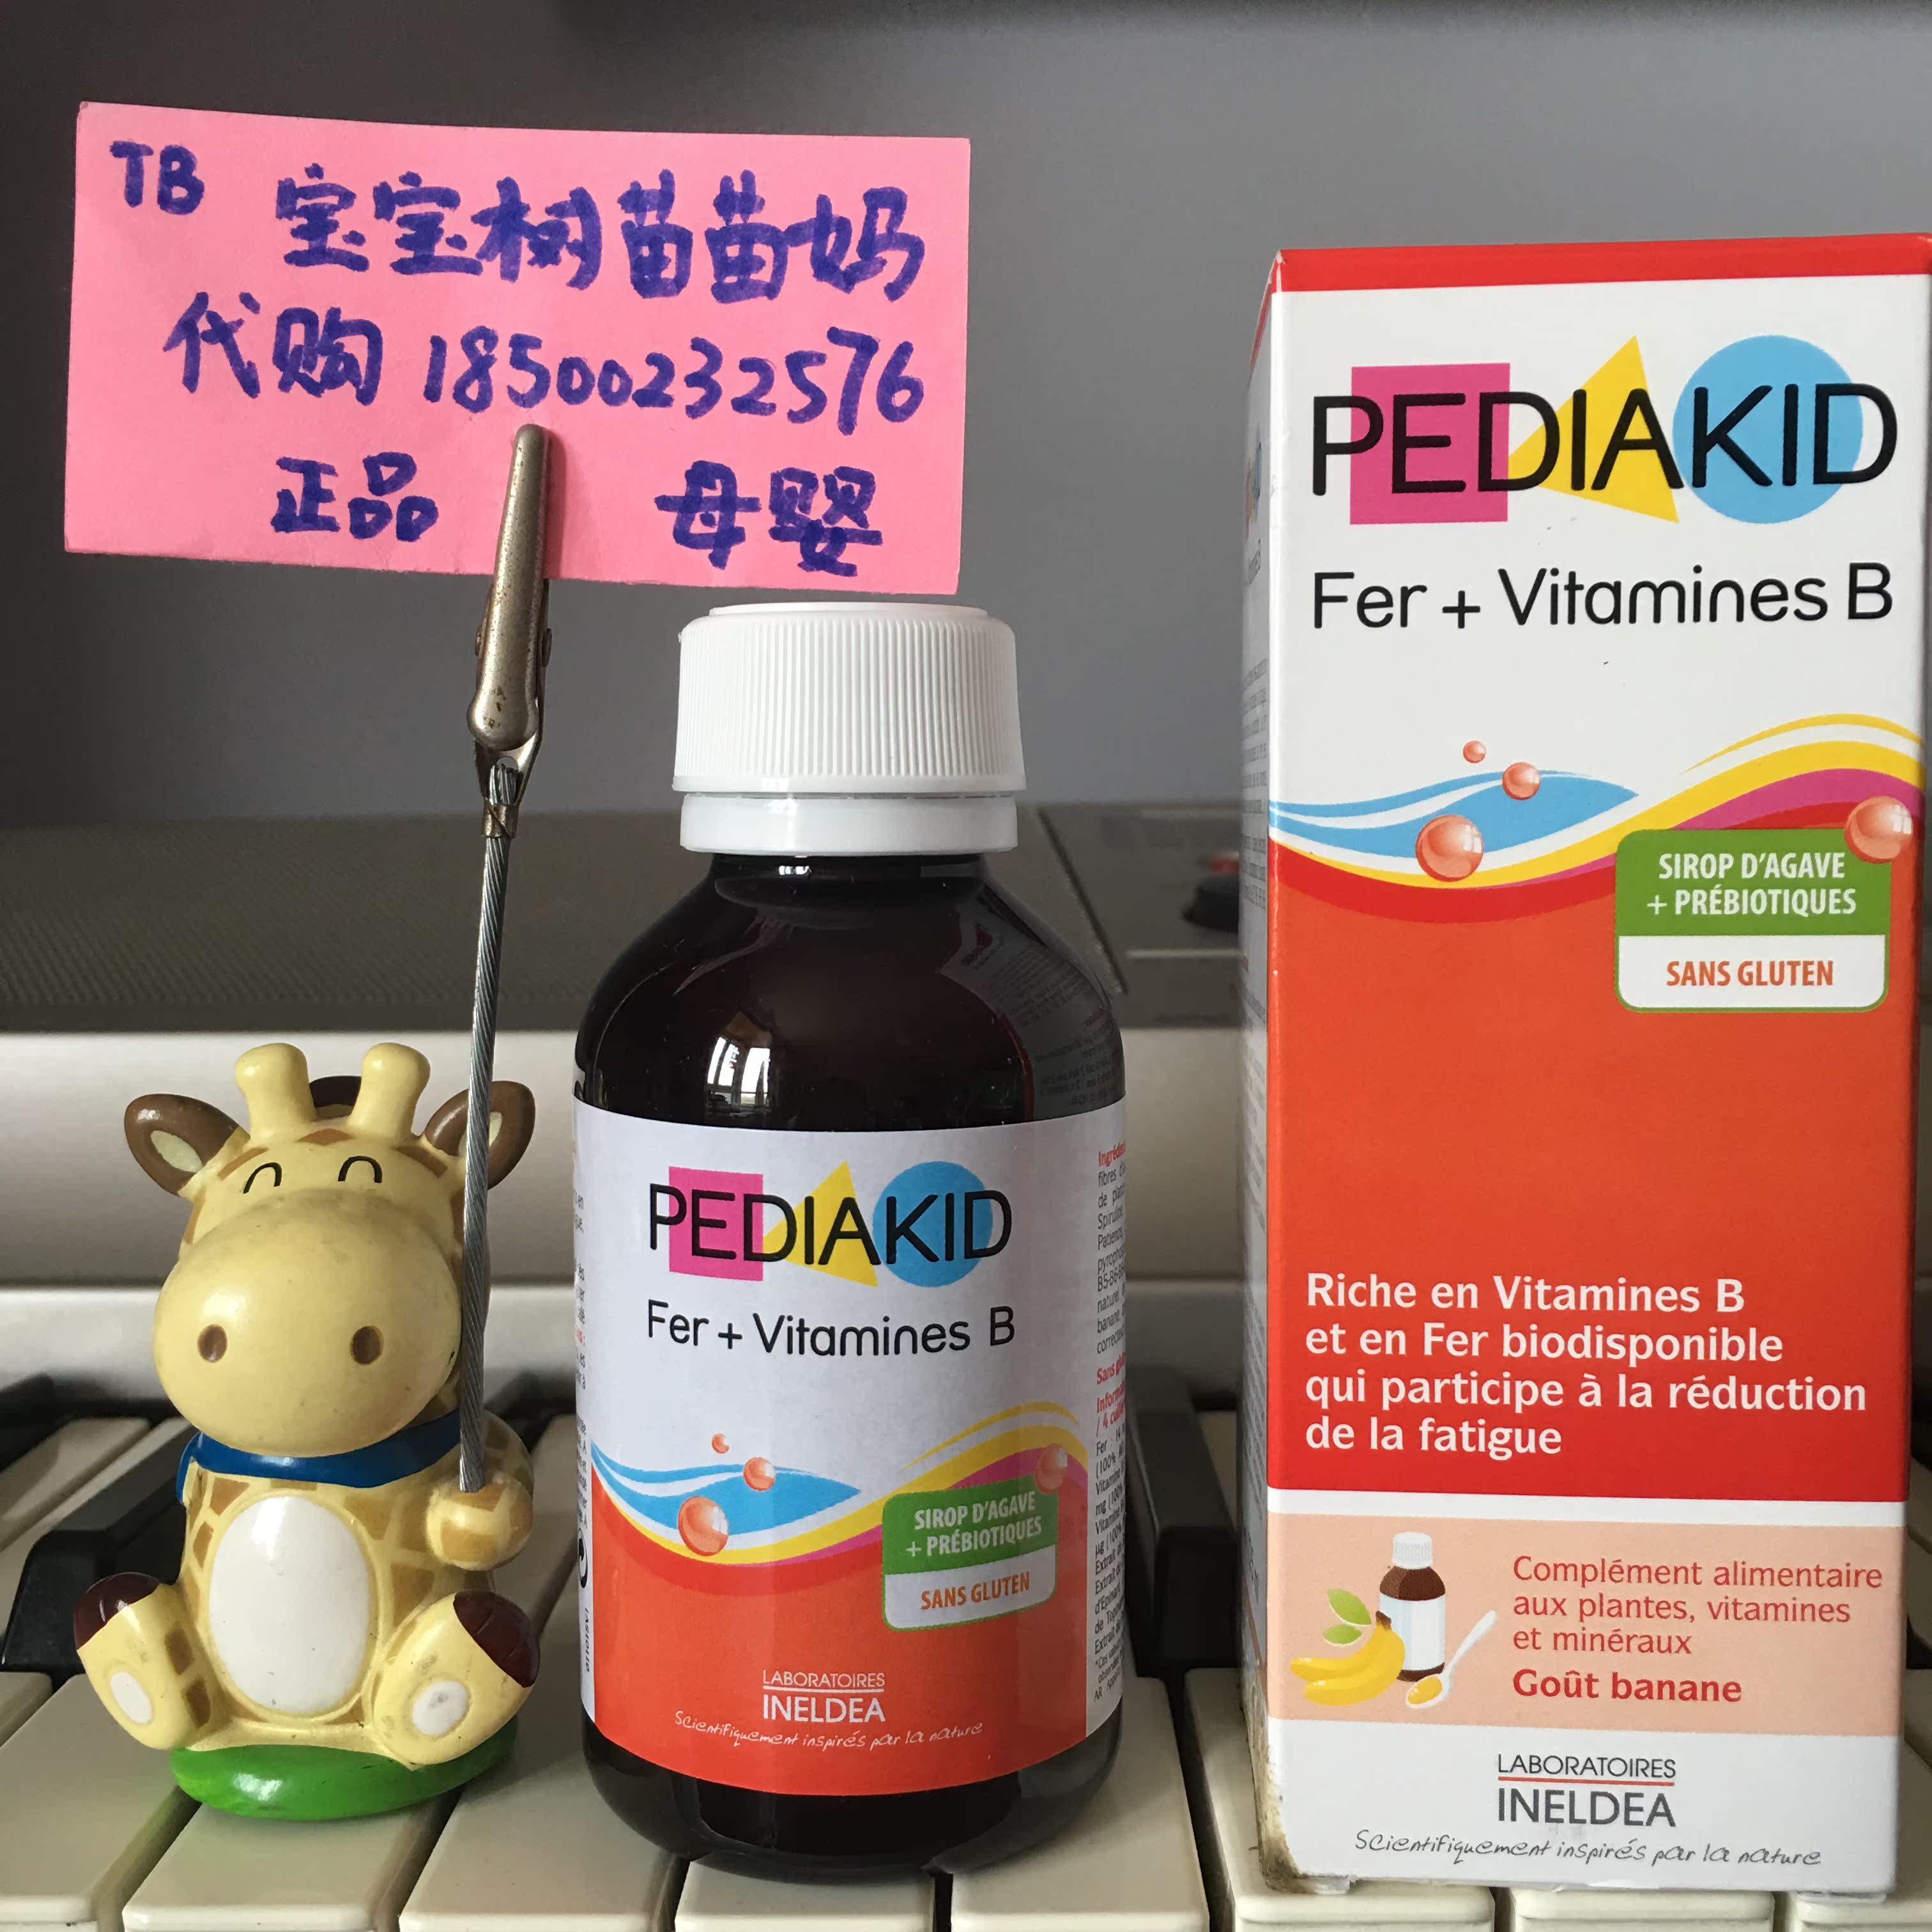 TB 宝宝树苗苗妈
代购 18500232576
正品 母婴
PEDIAKID
Fer + Vitamines B
SIROP D'AGAVE
+ PRÉBIOTIQUES
SANS GLUTEN
LABORATOIRES
INELDEA
Scientifiquement inspirés par la nature
PEDIAKID
Fer + Vitamines B
SIROP D'AGAVE
+ PRÉBIOTIQUES
SANS GLUTEN
Riche en Vitamines B
et en Fer biodisponible
qui participe à la réduction
de la fatigue
Complément alimentaire
aux plantes, vitamines
et minéraux
Goût banane
LABORATOIRES
INELDEA
Scientifiquement inspirés par la nature